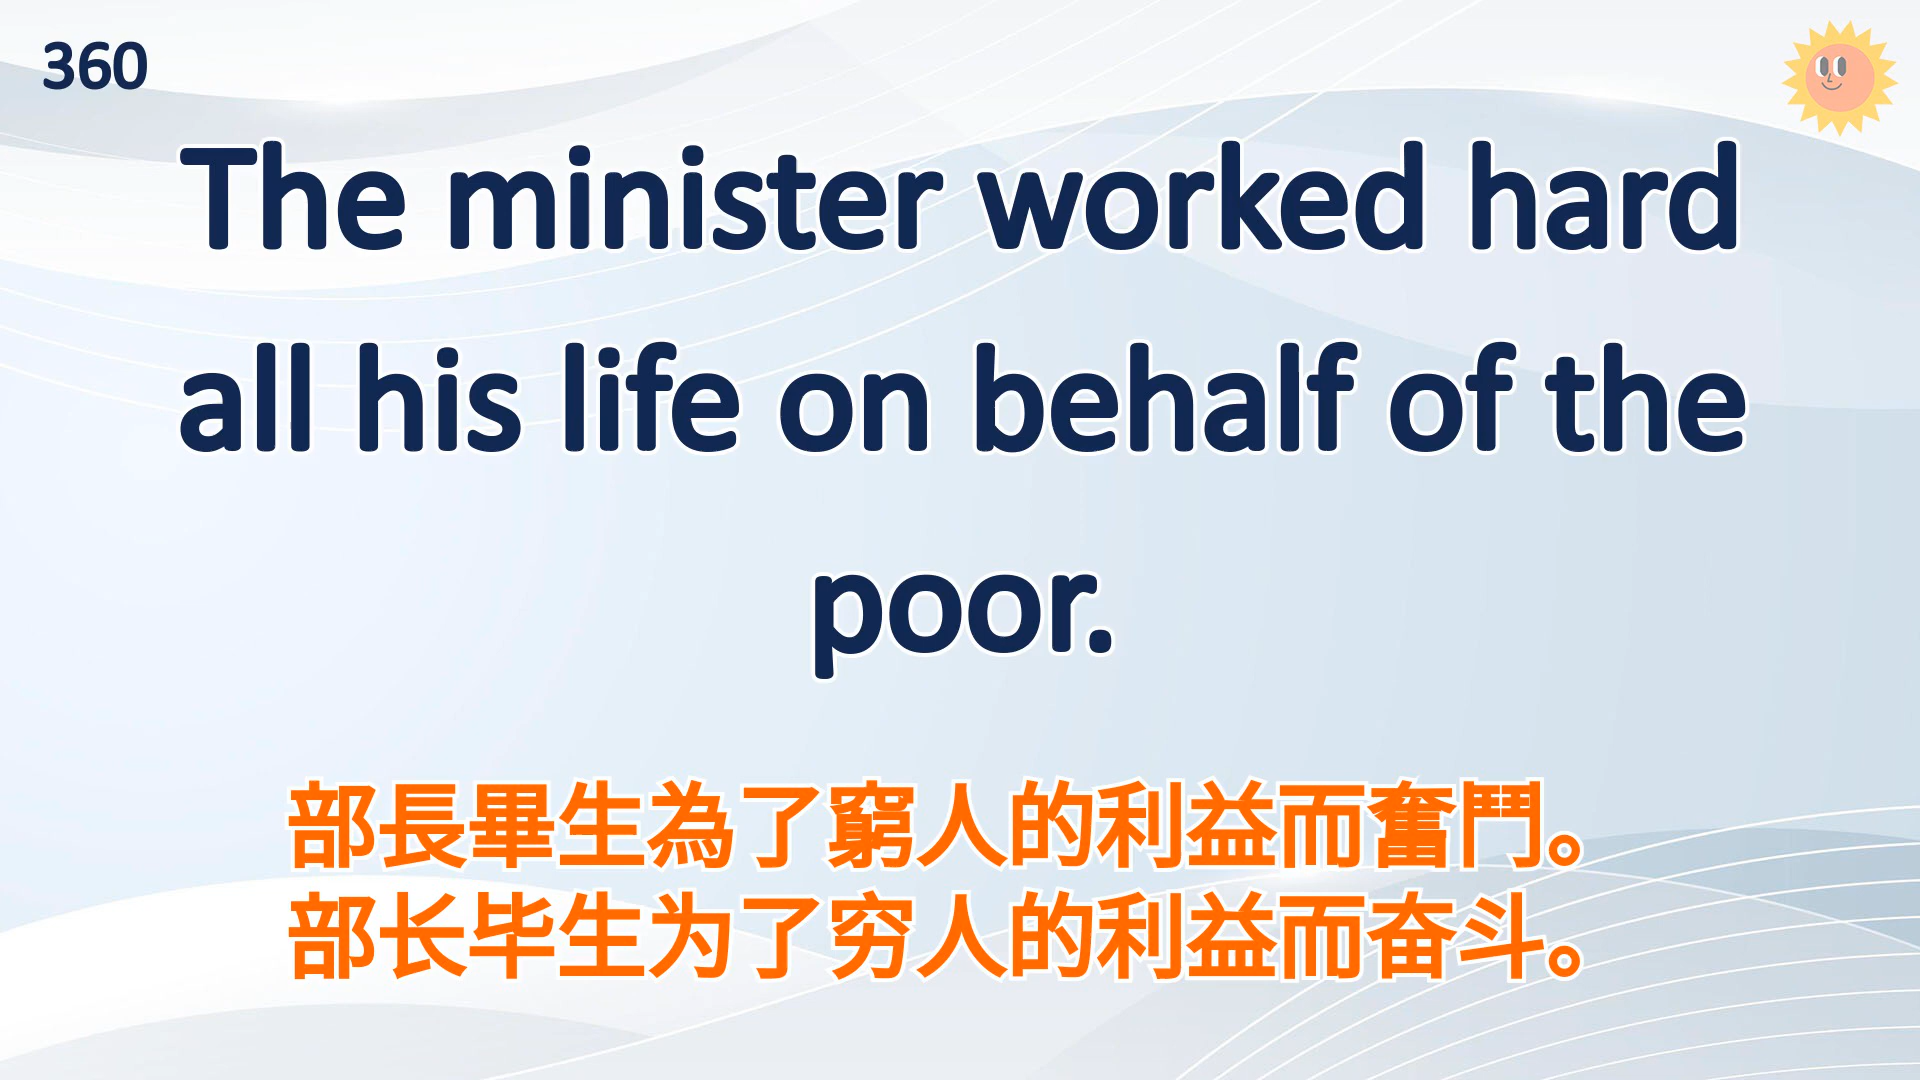 360
The minister worked hard
all his life on behalf of the
poor.
部長畢生為了窮人的利益而奮鬥。
部长毕生为了穷人的利益而奋斗。